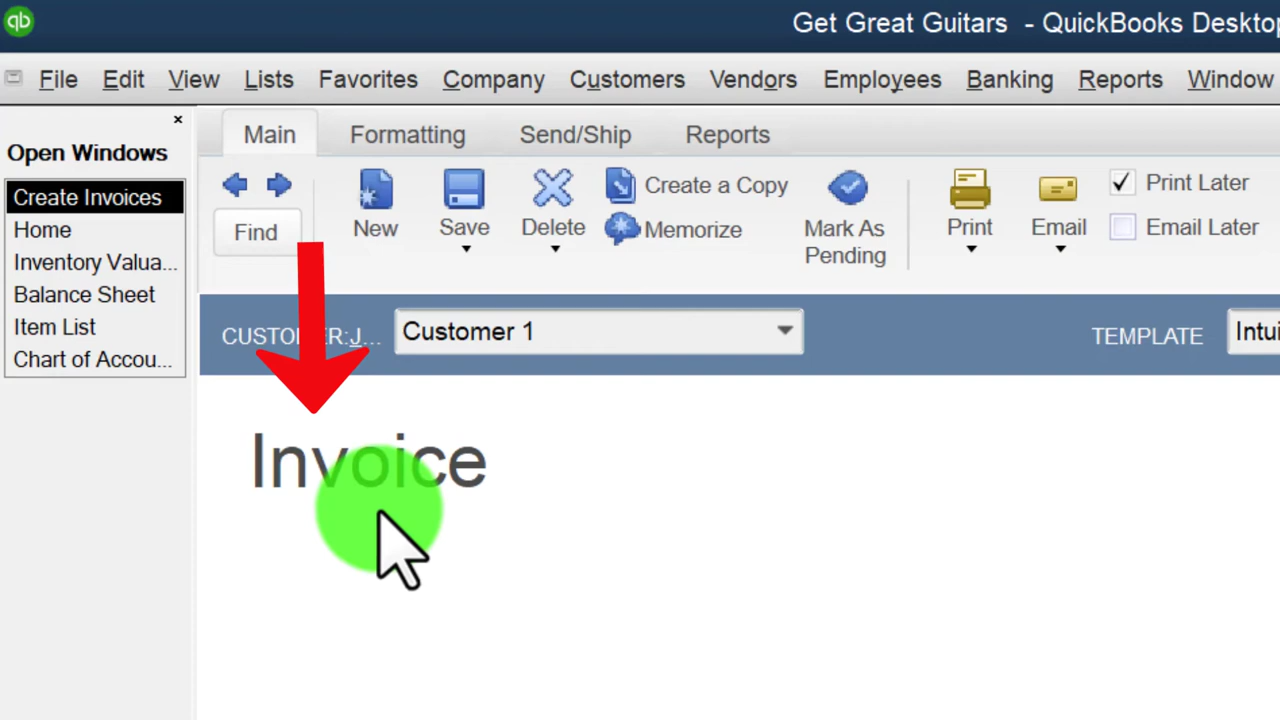 qb
Get Great Guitars - QuickBooks Desktop
File Edit View Lists Favorites Company Customers Vendors Employees Banking Reports Window
Open Windows
Create Invoices
Home
Inventory Valua...
Balance Sheet
Item List
Chart of Accou...
Main Formatting Send/Ship Reports
Find
New
Save
Delete
Create a Copy
Memorize
Mark As
Pending
Print
Email
Print Later
Email Later
CUSTOMER:J... Customer 1 TEMPLATE Intui
Invoice